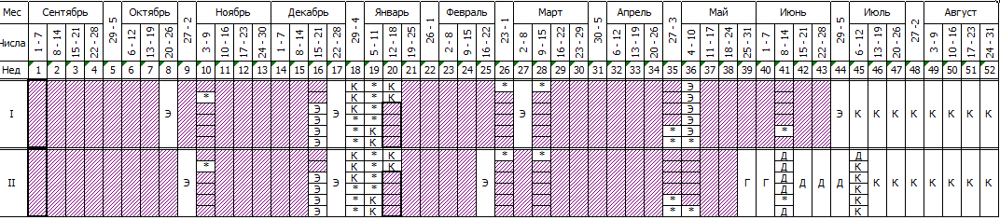 Мес Сентябрь 29 - 5 Октябрь 27 - 2 Ноябрь Декабрь 29 - 4 Январь 26 - 1 Февраль 23 - 1 Март 30 - 5 Апрель 27 - 3 Май Июнь 29 - 5 Июль 27 - 2 Август
Числа 1 - 7 8 - 14 15 - 21 22 - 28 6 - 12 13 - 19 20 - 26 3 - 9 10 - 16 17 - 23 24 - 30 1 - 7 8 - 14 15 - 21 22 - 28 5 - 11 12 - 18 19 - 25 2 - 8 9 - 15 16 - 22 2 - 8 9 - 15 16 - 22 23 - 29 6 - 12 13 - 19 20 - 26 4 - 10 11 - 17 18 - 24 25 - 31 1 - 7 8 - 14 15 - 21 22 - 28 6 - 12 13 - 19 20 - 26 3 - 9 10 - 16 17 - 23 24 - 31
Нед 1 2 3 4 5 6 7 8 9 10 11 12 13 14 15 16 17 18 19 20 21 22 23 24 25 26 27 28 29 30 31 32 33 34 35 36 37 38 39 40 41 42 43 44 45 46 47 48 49 50 51 52
К * К * * Э
* К * К Э
I Э Э Э К * Э Э Э К К К К К К К К
Э * * Э
Э * К * Э *
Э * К Э
К * К * * Д Д
* К * К Д К
Э * * Д К
II Э Э Э * * Э Г Г Д Д Д Д К К К К К К К К
Э * К * * К
Э * К * * Д К